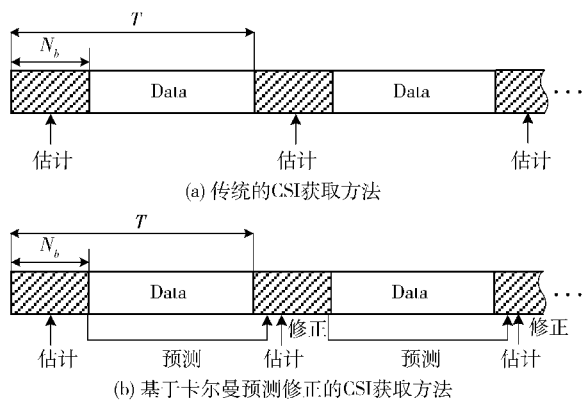 T
N_b
Data
Data
...
估计
估计
估计
(a) 传统的CSI获取方法
T
N_b
Data
Data
...
修正
修正
估计
预测
估计
预测
估计
(b) 基于卡尔曼预测修正的CSI获取方法